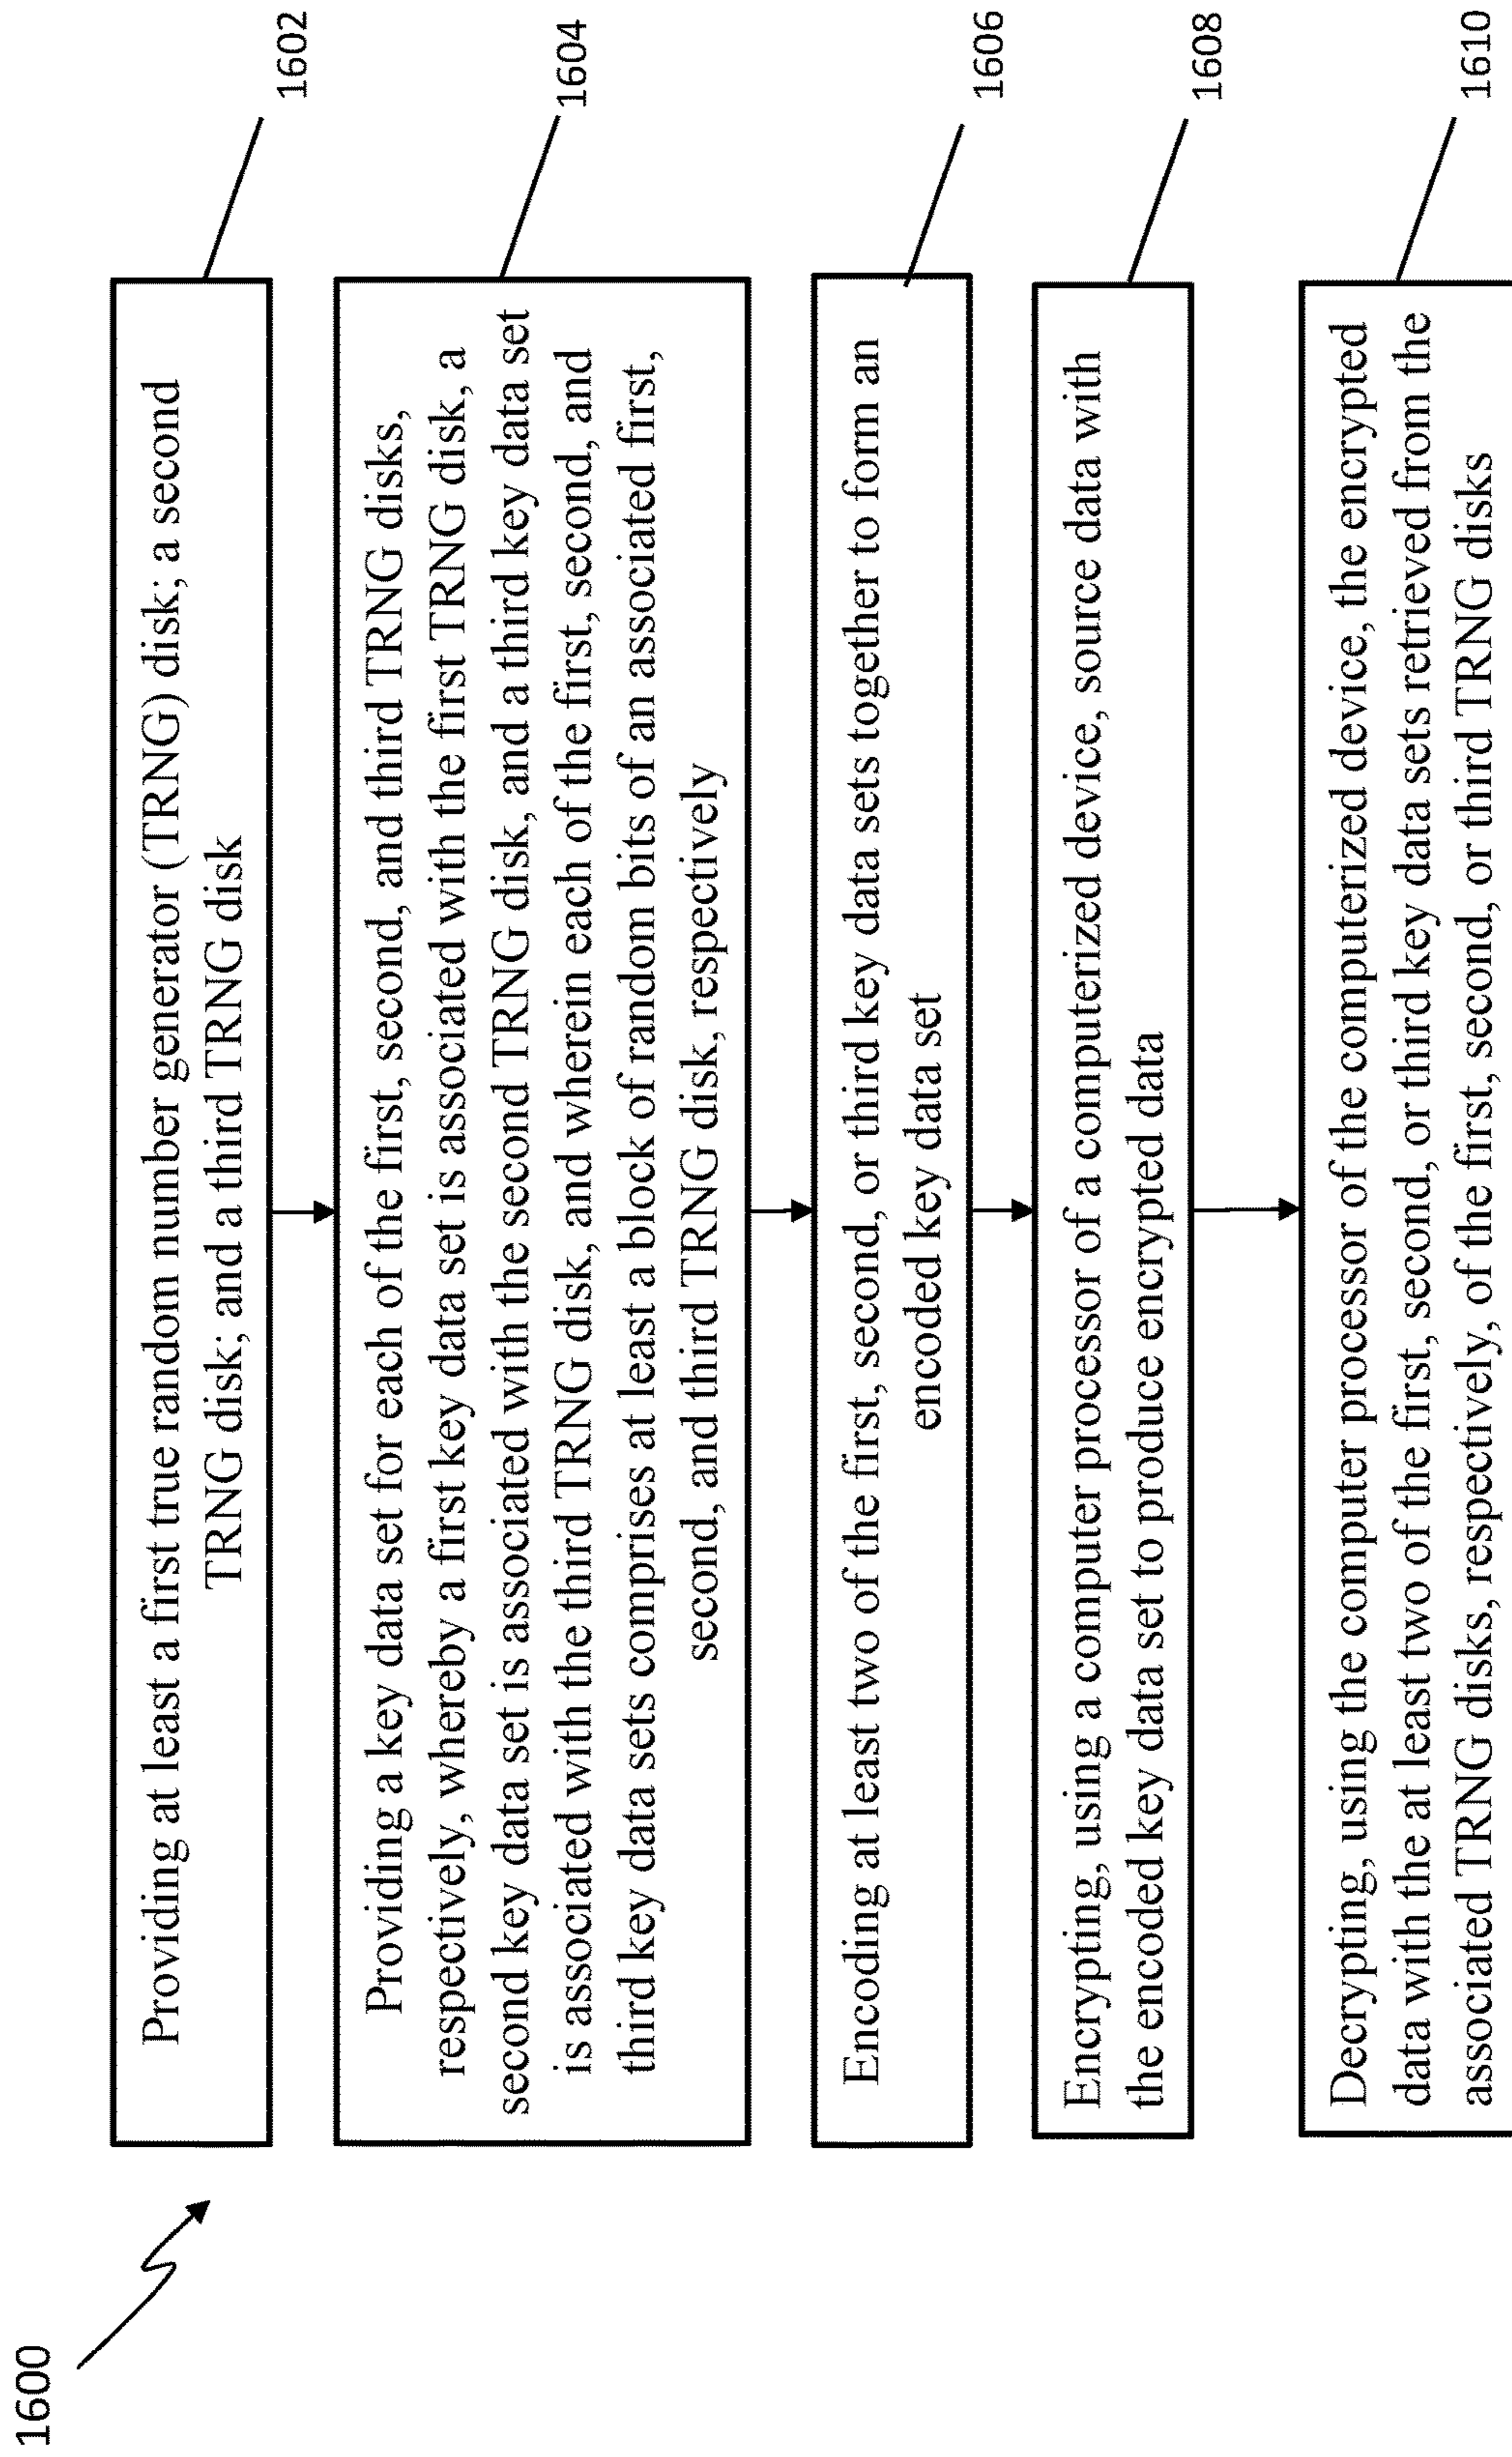 1600
Providing at least a first true random number generator (TRNG) disk; a second
TRNG disk; and a third TRNG disk
1602
Providing a key data set for each of the first, second, and third TRNG disks,
respectively, whereby a first key data set is associated with the first TRNG disk, a
second key data set is associated with the second TRNG disk, and a third key data set
is associated with the third TRNG disk, and wherein each of the first, second, and
third key data sets comprises at least a block of random bits of an associated first,
second, and third TRNG disk, respectively
1604
Encoding at least two of the first, second, or third key data sets together to form an
encoded key data set
1606
Encrypting, using a computer processor of a computerized device, source data with
the encoded key data set to produce encrypted data
1608
Decrypting, using the computer processor of the computerized device, the encrypted
data with the at least two of the first, second, or third key data sets retrieved from the
associated TRNG disks, respectively, of the first, second, or third TRNG disks
1610